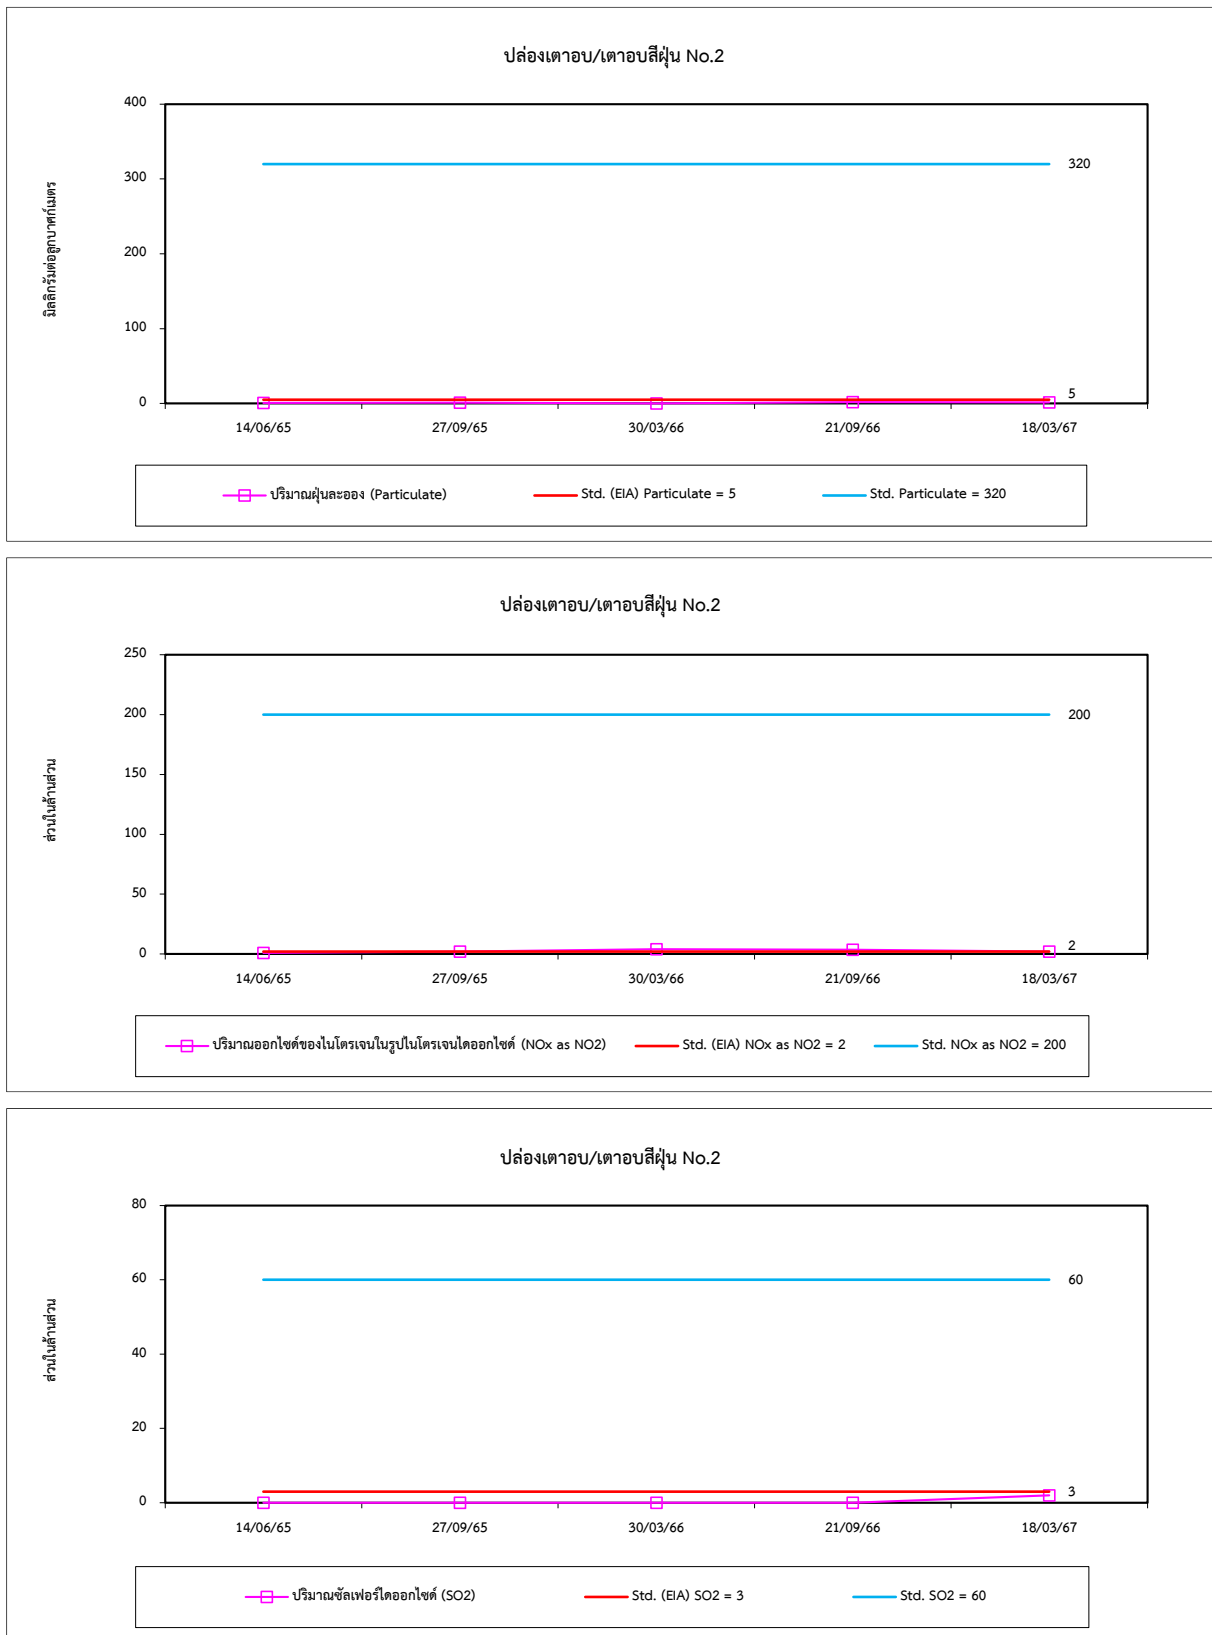 ปล่องเตาอบ/เตาอบสีฝุ่น No.2
มิลลิกรัมต่อลูกบาศก์เมตร
400
300
200
100
0
320
5
14/06/65 27/09/65 30/03/66 21/09/66 18/03/67
ปริมาณฝุ่นละออง (Particulate) Std. (EIA) Particulate = 5 Std. Particulate = 320
ปล่องเตาอบ/เตาอบสีฝุ่น No.2
ส่วนในล้านส่วน
250
200
150
100
50
0
200
2
14/06/65 27/09/65 30/03/66 21/09/66 18/03/67
ปริมาณออกไซด์ของไนโตรเจนในรูปไนโตรเจนไดออกไซด์ (NOx as NO2) Std. (EIA) NOx as NO2 = 2 Std. NOx as NO2 = 200
ปล่องเตาอบ/เตาอบสีฝุ่น No.2
ส่วนในล้านส่วน
80
60
40
20
0
60
3
14/06/65 27/09/65 30/03/66 21/09/66 18/03/67
ปริมาณซัลเฟอร์ไดออกไซด์ (SO2) Std. (EIA) SO2 = 3 Std. SO2 = 60